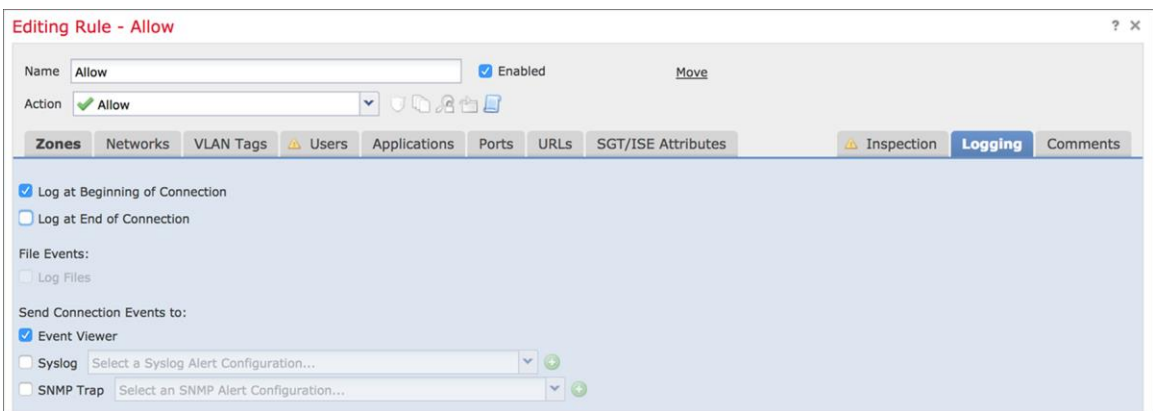 Editing Rule - Allow ? ×
Name Allow Enabled Move
Action Allow
Zones Networks VLAN Tags Users Applications Ports URLs SGT/ISE Attributes Inspection Logging Comments
Log at Beginning of Connection
Log at End of Connection
File Events:
Log Files
Send Connection Events to:
Event Viewer
Syslog Select a Syslog Alert Configuration...
SNMP Trap Select an SNMP Alert Configuration...